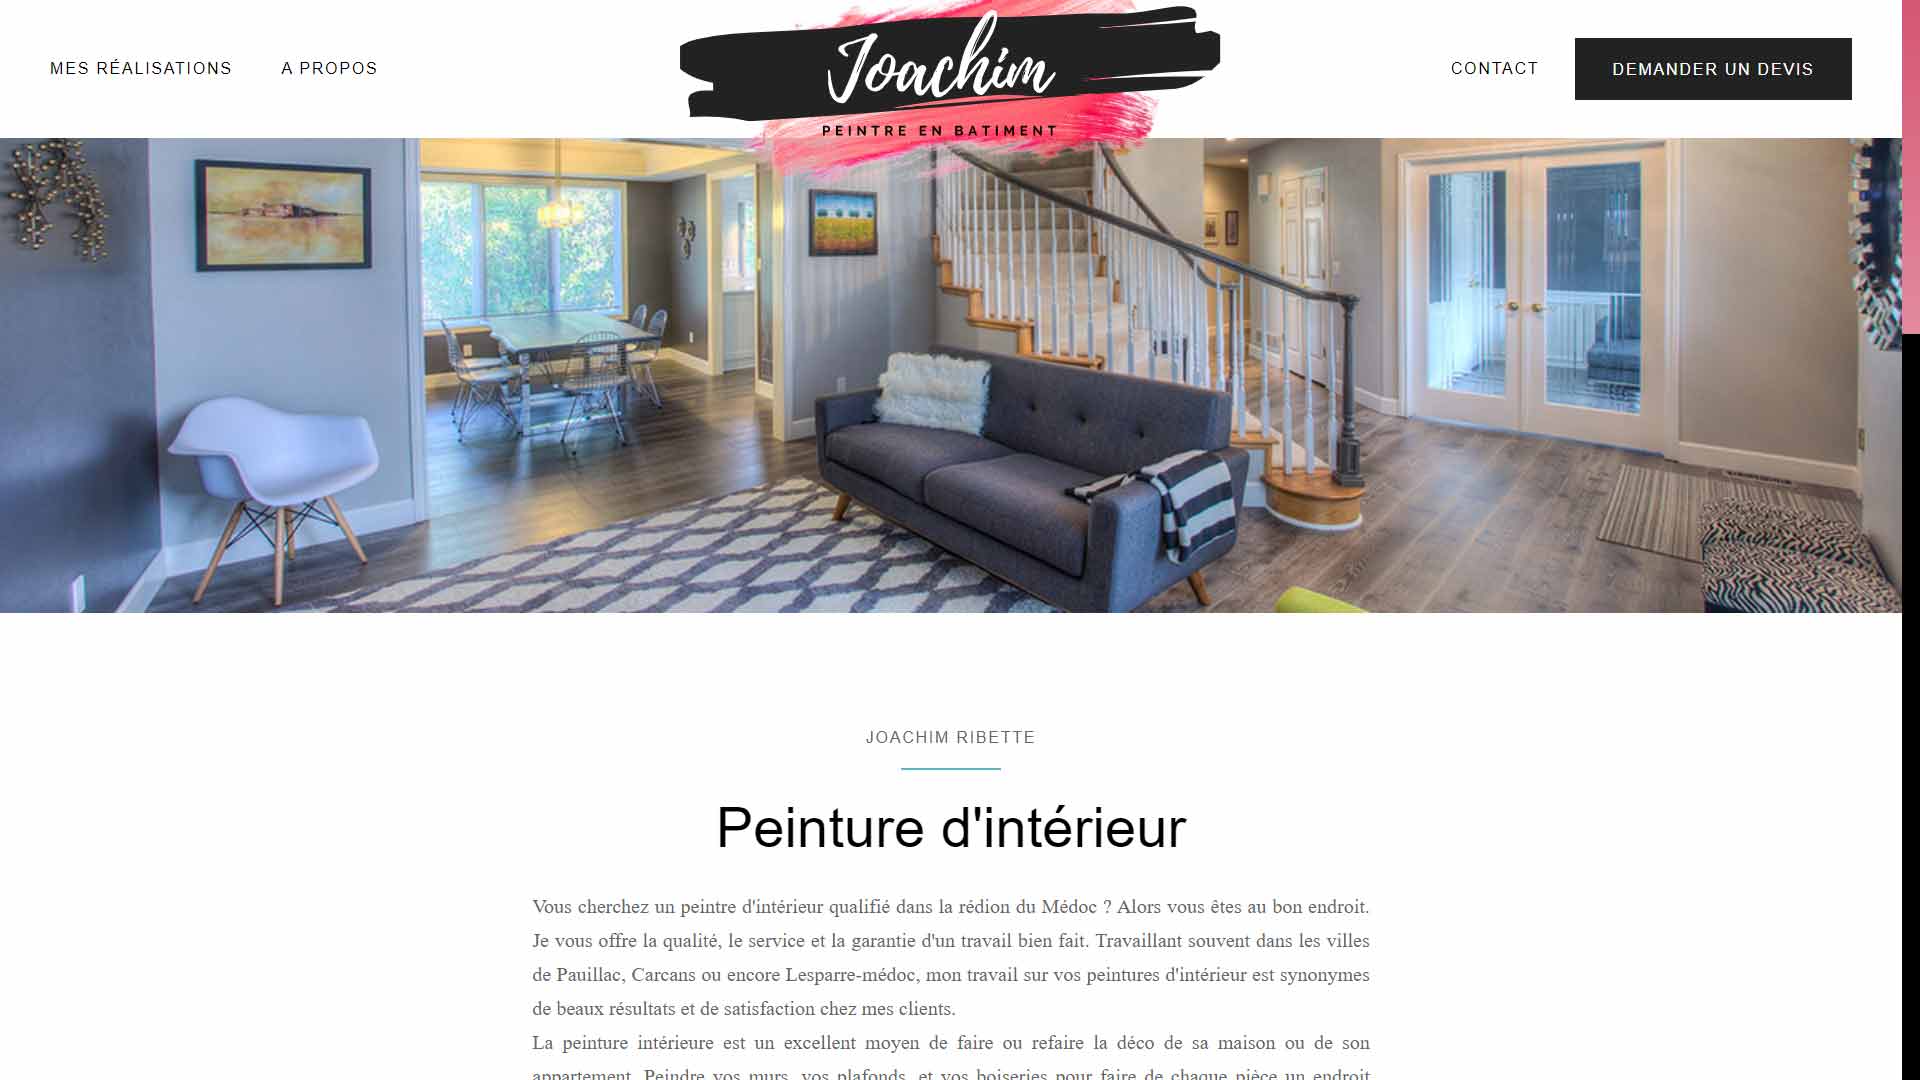 MES RÉALISATIONS
A PROPOS
Joachim
PEINTRE EN BATIMENT
CONTACT
DEMANDER UN DEVIS
JOACHIM RIBETTE
Peinture d'intérieur
Vous cherchez un peintre d'intérieur qualifié dans la rédion du Médoc ? Alors vous êtes au bon endroit.
Je vous offre la qualité, le service et la garantie d'un travail bien fait. Travaillant souvent dans les villes
de Pauillac, Carcans ou encore Lesparre-médoc, mon travail sur vos peintures d'intérieur est synonymes
de beaux résultats et de satisfaction chez mes clients.
La peinture intérieure est un excellent moyen de faire ou refaire la déco de sa maison ou de son
appartement. Peindre vos murs, vos plafonds, et vos boiseries pour faire de chaque pièce un endroit